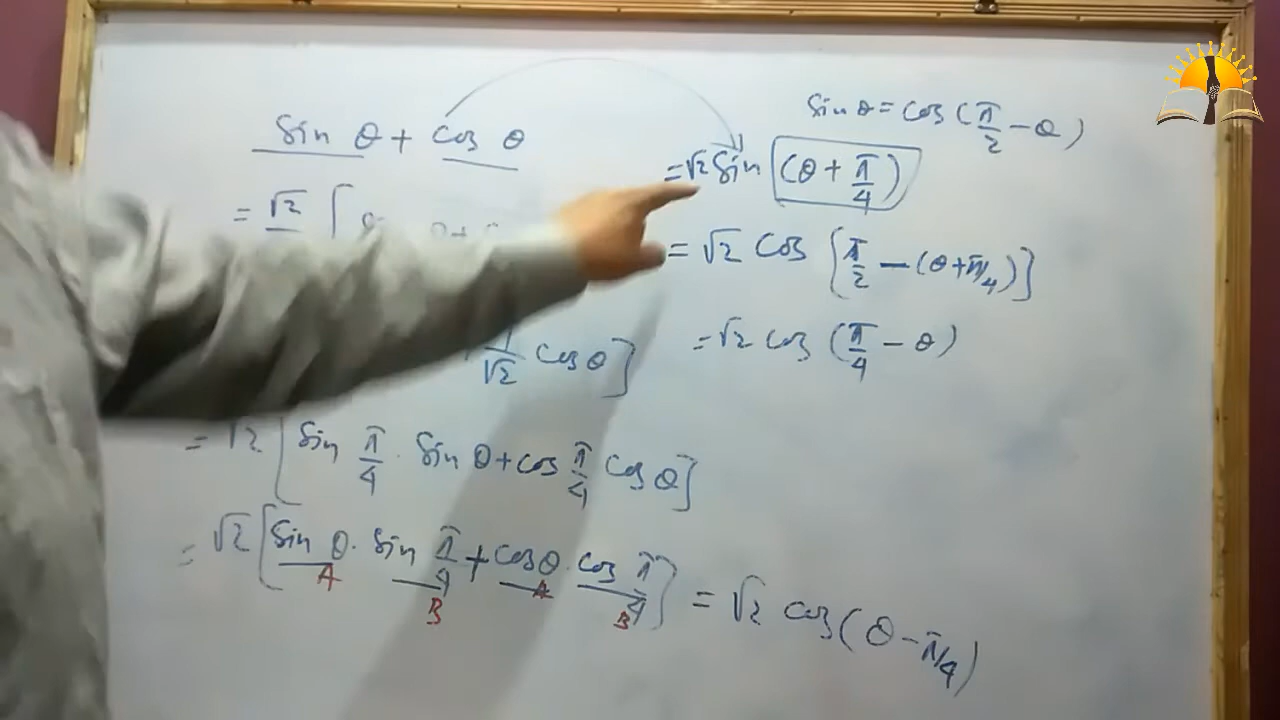 Sin θ + Cos θ
= √2 [
1/√2 Cos θ]
= √2 [Sin π/4 · Sin θ + Cos π/4 Cos θ]
= √2 [Sin θ · Sin π/4 + Cos θ · Cos π/4] = √2 Cos(θ - π/4)
A B A B
Sin θ = Cos(π/2 - θ)
= √2 Sin (θ + π/4)
= √2 Cos [π/2 - (θ + π/4)]
= √2 Cos (π/4 - θ)